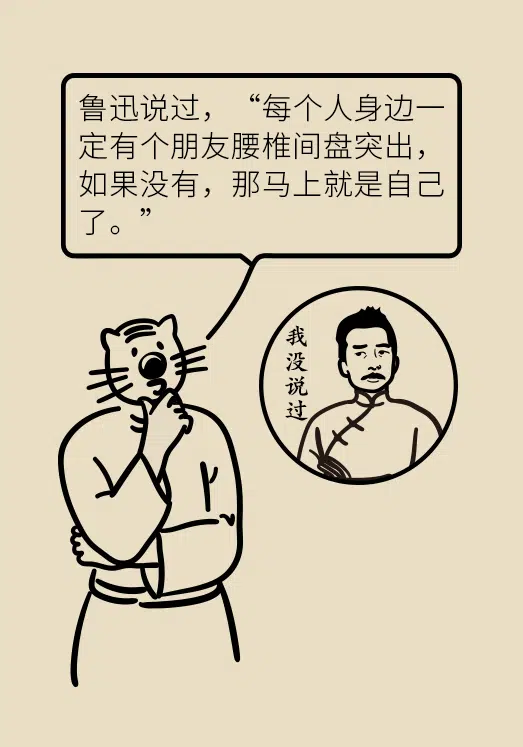 鲁迅说过，“每个人身边一
定有个朋友腰椎间盘突出，
如果没有，那马上就是自己
了。”
我没说过